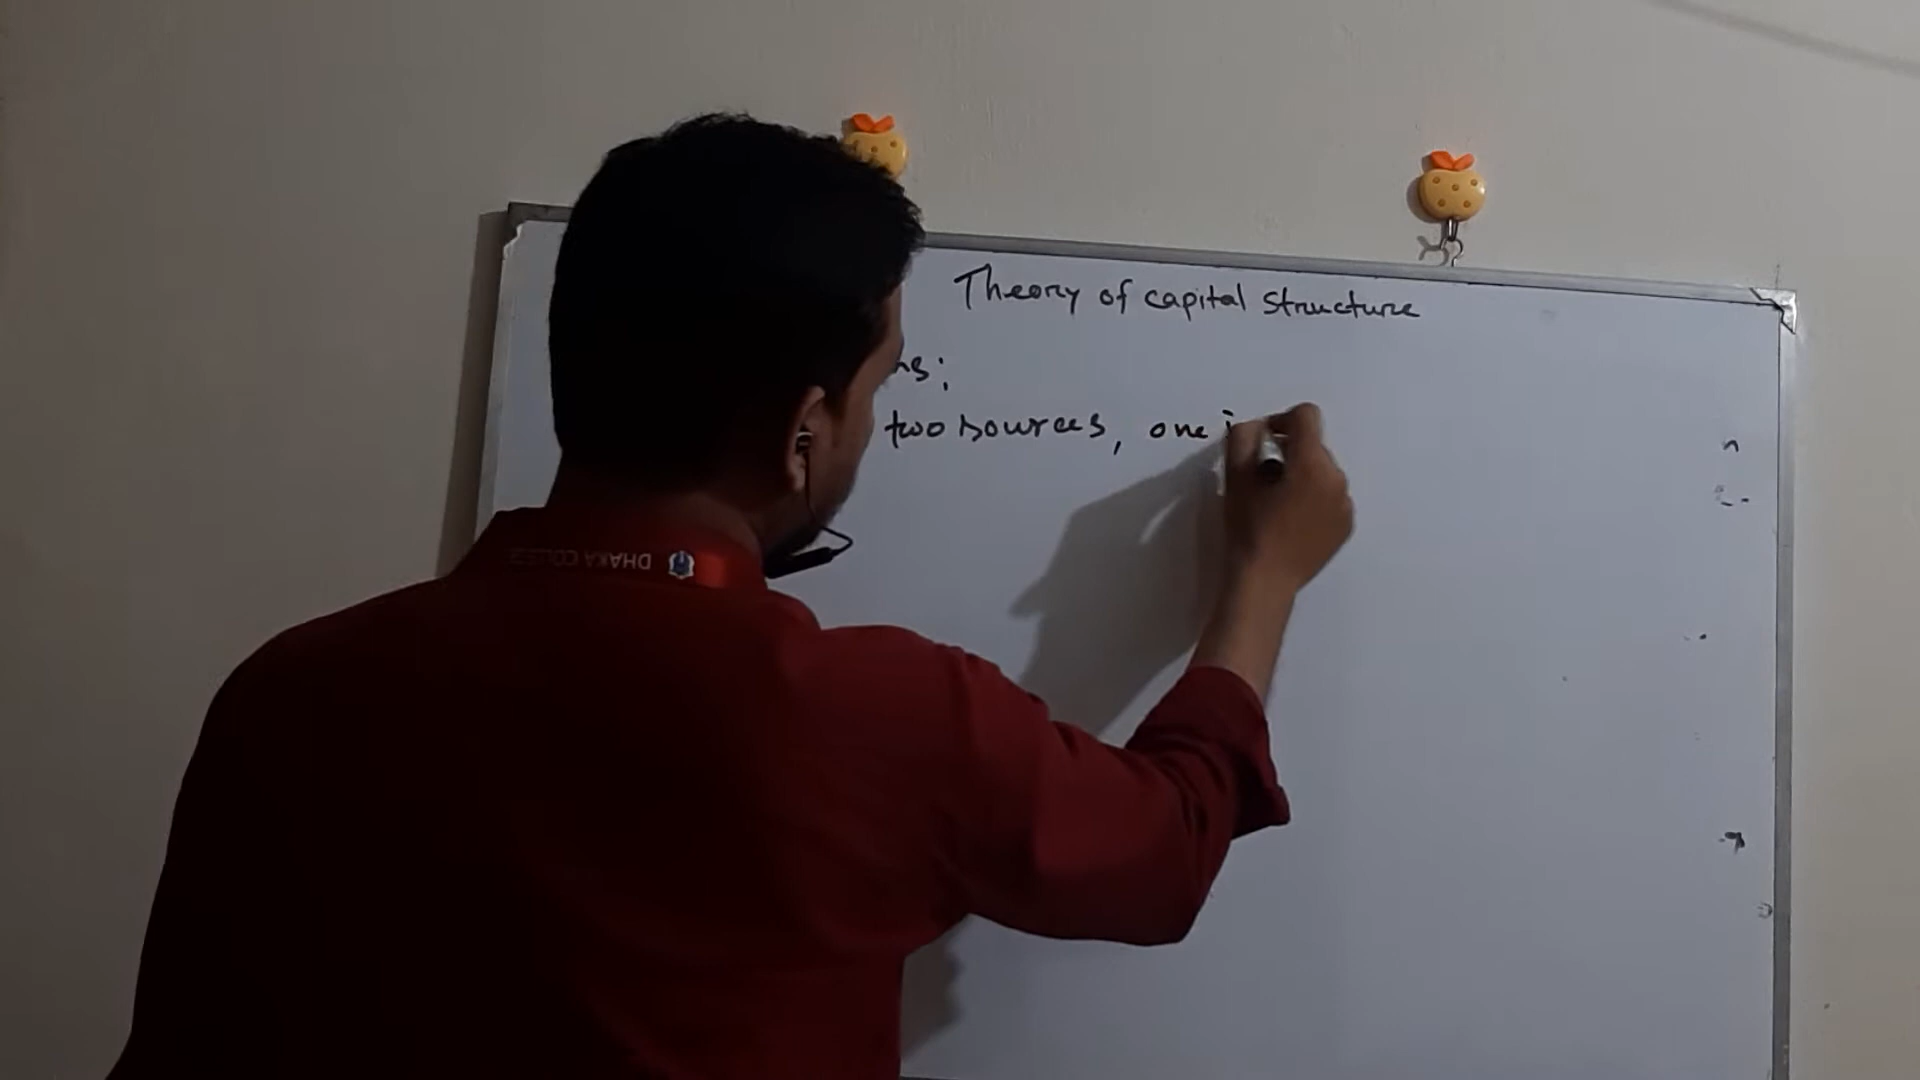 Theory of capital structure
ns:
two sources, one i
DHAKA COLLEGE